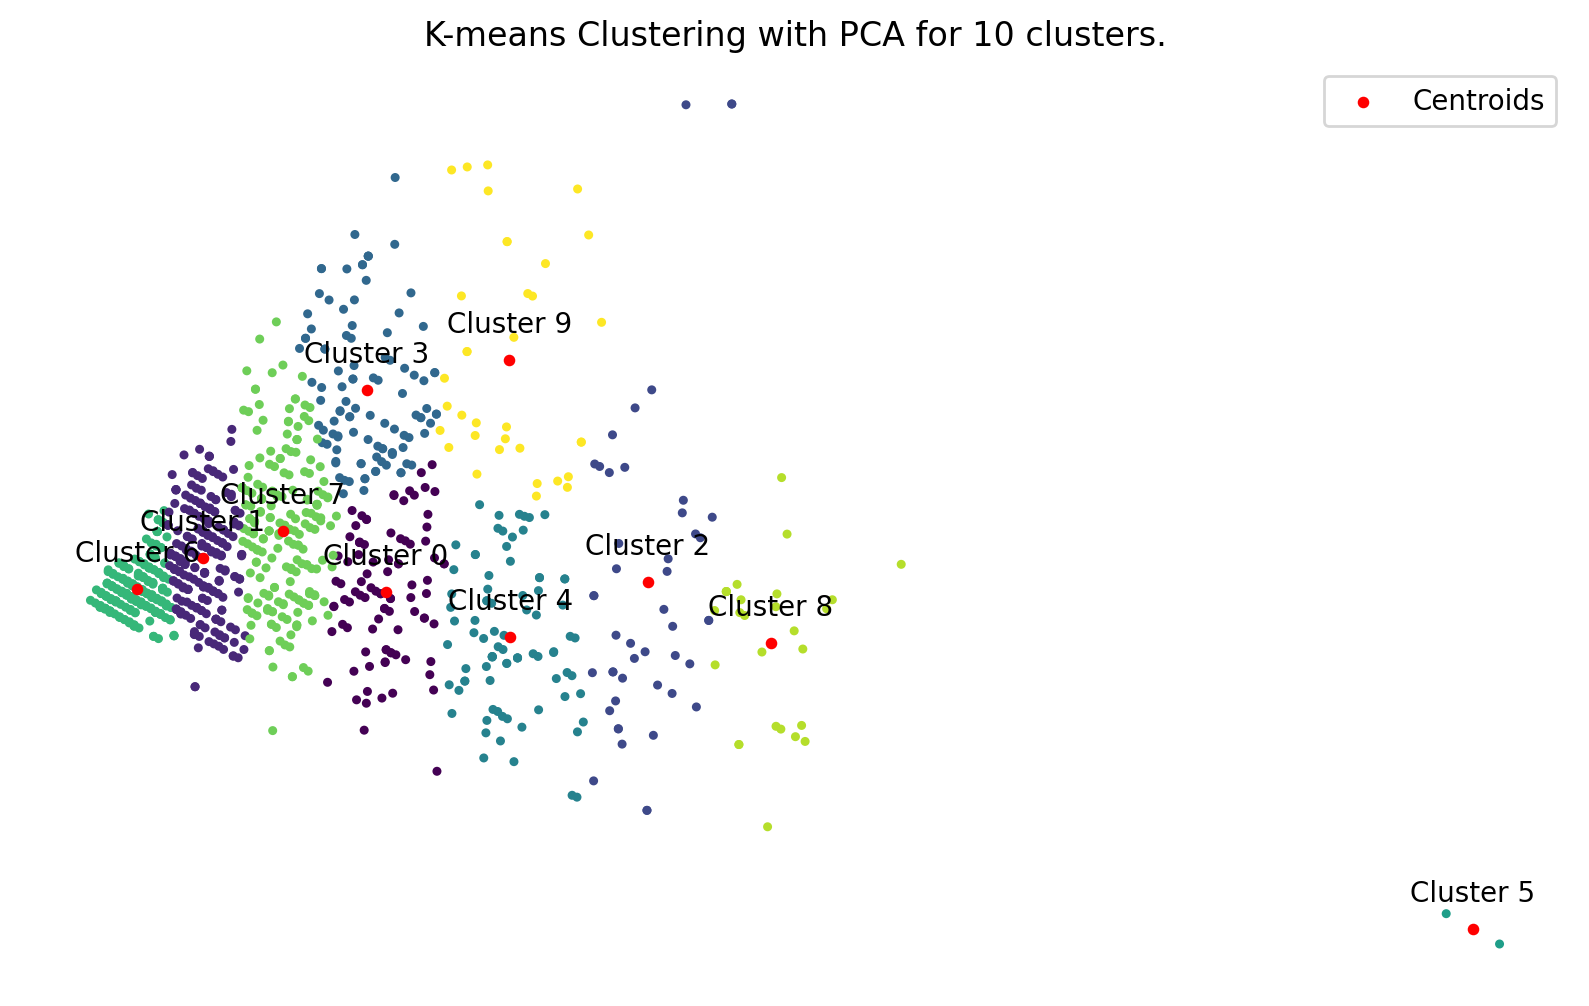 K-means Clustering with PCA for 10 clusters.
Centroids
Cluster 9
Cluster 3
Cluster 7
Cluster 1
Cluster 6
Cluster 0
Cluster 2
Cluster 4
Cluster 8
Cluster 5